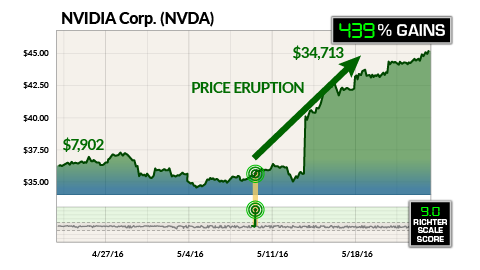 NVIDIA Corp. (NVDA)
439% GAINS
$45.00
$34,713
$42.50
PRICE ERUPTION
$40.00
$7,902
$37.50
$35.00
9.0
RICHTER
SCALE
SCORE
4/27/16 5/4/16 5/11/16 5/18/16